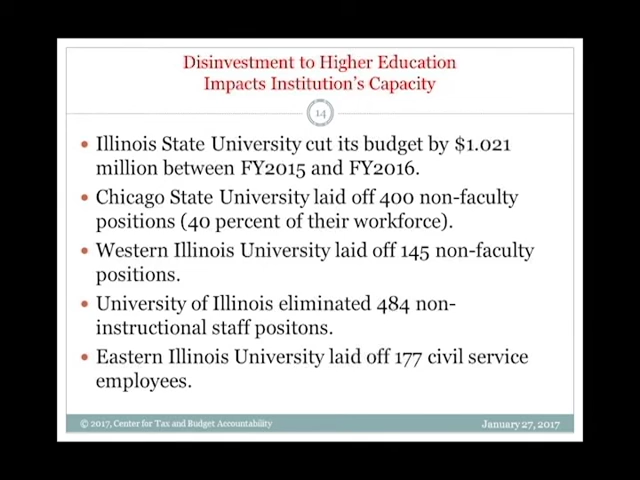 Disinvestment to Higher Education
Impacts Institution's Capacity
14
• Illinois State University cut its budget by $1.021
million between FY2015 and FY2016.
• Chicago State University laid off 400 non-faculty
positions (40 percent of their workforce).
• Western Illinois University laid off 145 non-faculty
positions.
• University of Illinois eliminated 484 non-
instructional staff positons.
• Eastern Illinois University laid off 177 civil service
employees.
© 2017, Center for Tax and Budget Accountability
January 27, 2017